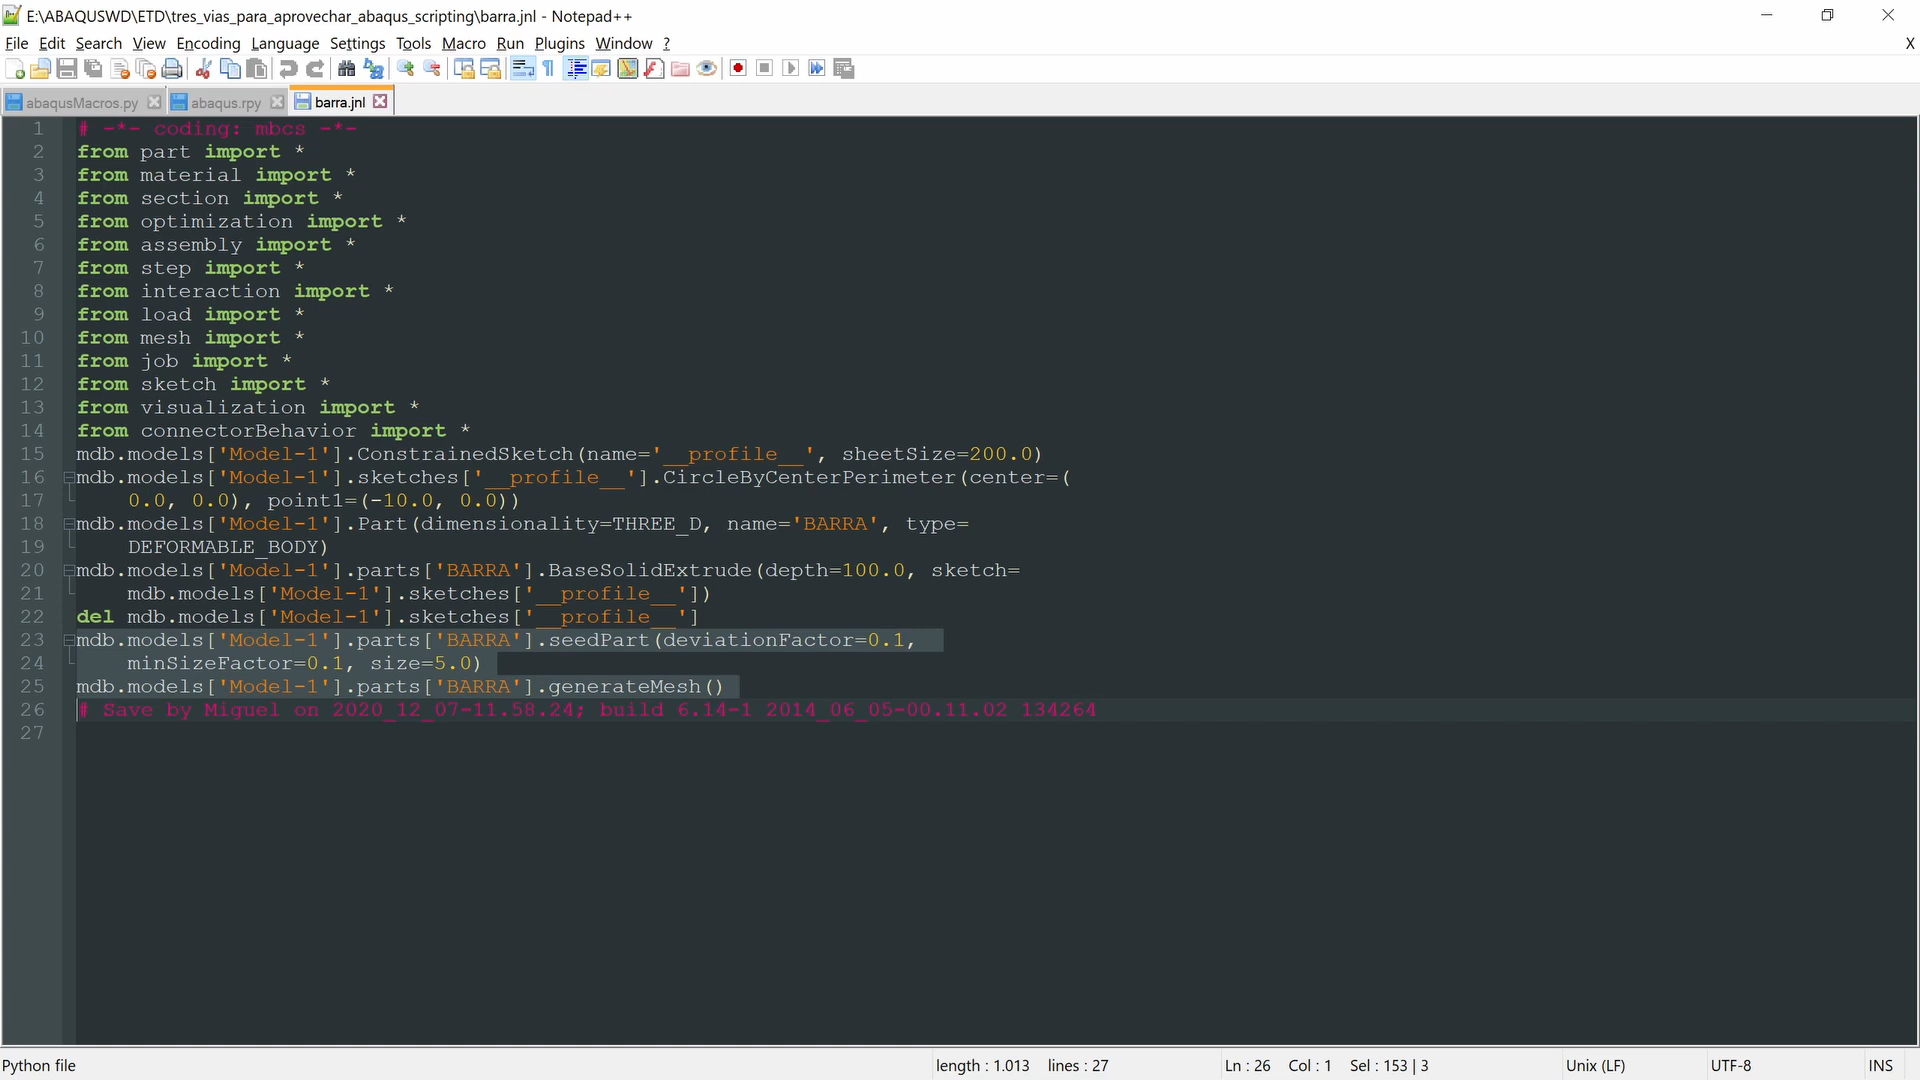 E:\ABAQUSWD\ETD\tres_vias_para_aprovechar_abaqus_scripting\barra.jnl - Notepad++
File Edit Search View Encoding Language Settings Tools Macro Run Plugins Window ? X
abaqusMacros.py abaqus.rpy barra.jnl
1 # -*- coding: mbcs -*-
2 from part import *
3 from material import *
4 from section import *
5 from optimization import *
6 from assembly import *
7 from step import *
8 from interaction import *
9 from load import *
10 from mesh import *
11 from job import *
12 from sketch import *
13 from visualization import *
14 from connectorBehavior import *
15 mdb.models['Model-1'].ConstrainedSketch(name='__profile__', sheetSize=200.0)
16 mdb.models['Model-1'].sketches['__profile__'].CircleByCenterPerimeter(center=(
17 0.0, 0.0), point1=(-10.0, 0.0))
18 mdb.models['Model-1'].Part(dimensionality=THREE_D, name='BARRA', type=
19 DEFORMABLE_BODY)
20 mdb.models['Model-1'].parts['BARRA'].BaseSolidExtrude(depth=100.0, sketch=
21 mdb.models['Model-1'].sketches['__profile__'])
22 del mdb.models['Model-1'].sketches['__profile__']
23 mdb.models['Model-1'].parts['BARRA'].seedPart(deviationFactor=0.1,
24 minSizeFactor=0.1, size=5.0)
25 mdb.models['Model-1'].parts['BARRA'].generateMesh()
26 # Save by Miguel on 2020_12_07-11.58.24; build 6.14-1 2014_06_05-00.11.02 134264
27
Python file length : 1.013 lines : 27 Ln : 26 Col : 1 Sel : 153 | 3 Unix (LF) UTF-8 INS